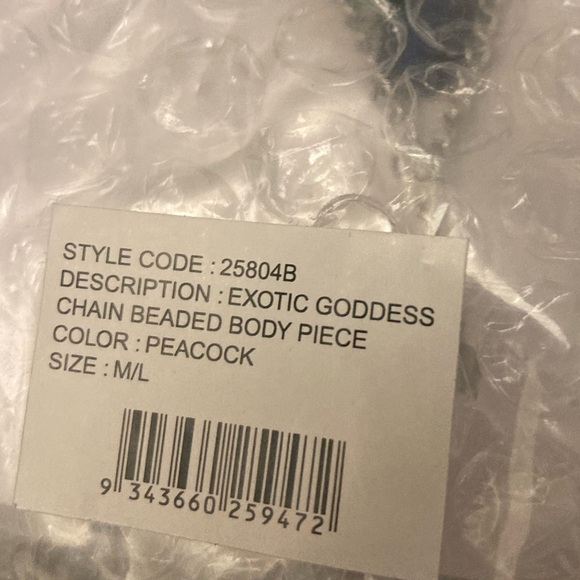 STYLE CODE : 25804B
DESCRIPTION : EXOTIC GODDESS
CHAIN BEADED BODY PIECE
COLOR : PEACOCK
SIZE : M/L
9 343660 259472